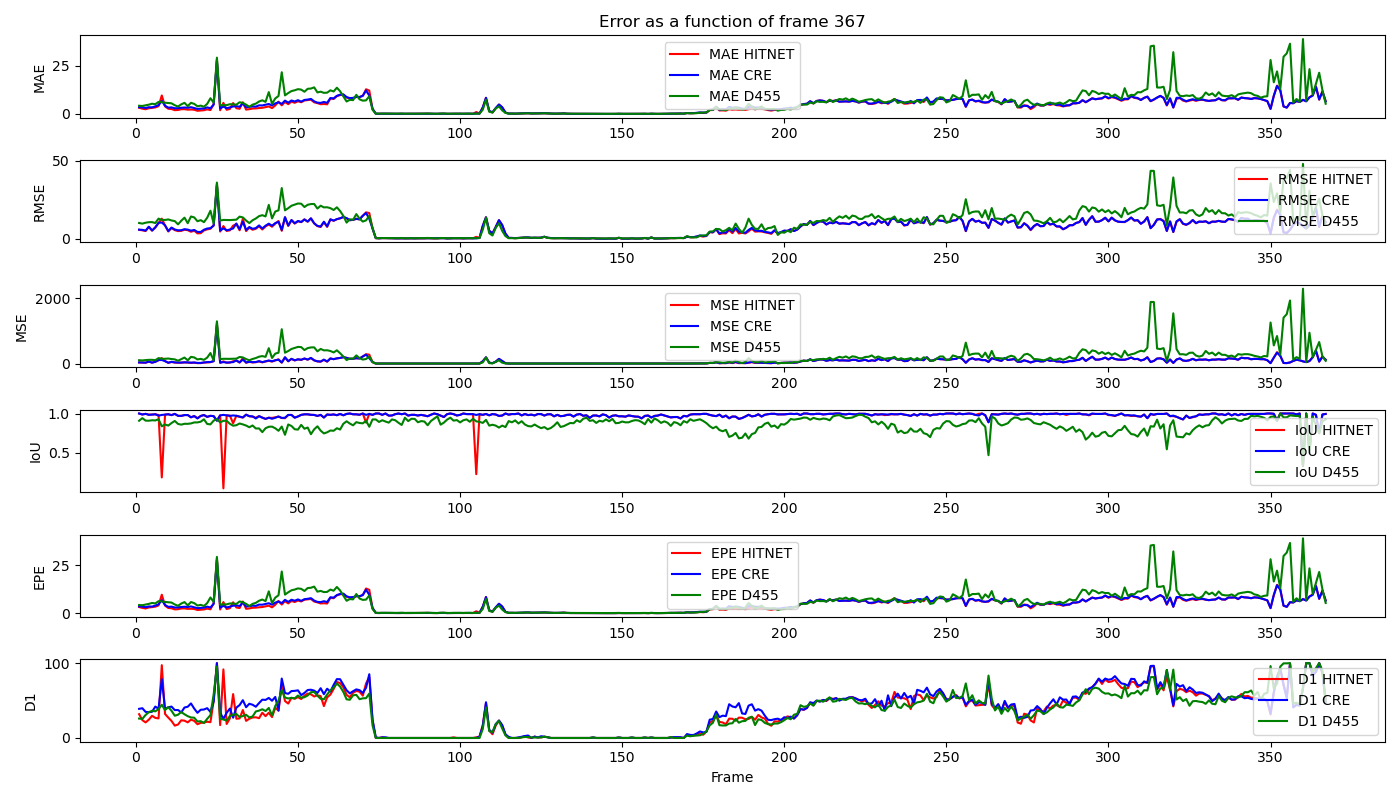 Error as a function of frame 367
MAE
25
0
MAE HITNET
MAE CRE
MAE D455
0 50 100 150 200 250 300 350
RMSE
50
0
RMSE HITNET
RMSE CRE
RMSE D455
0 50 100 150 200 250 300 350
MSE
2000
0
MSE HITNET
MSE CRE
MSE D455
0 50 100 150 200 250 300 350
IoU
1.0
0.5
IoU HITNET
IoU CRE
IoU D455
0 50 100 150 200 250 300 350
EPE
25
0
EPE HITNET
EPE CRE
EPE D455
0 50 100 150 200 250 300 350
D1
100
0
D1 HITNET
D1 CRE
D1 D455
0 50 100 150 200 250 300 350
Frame